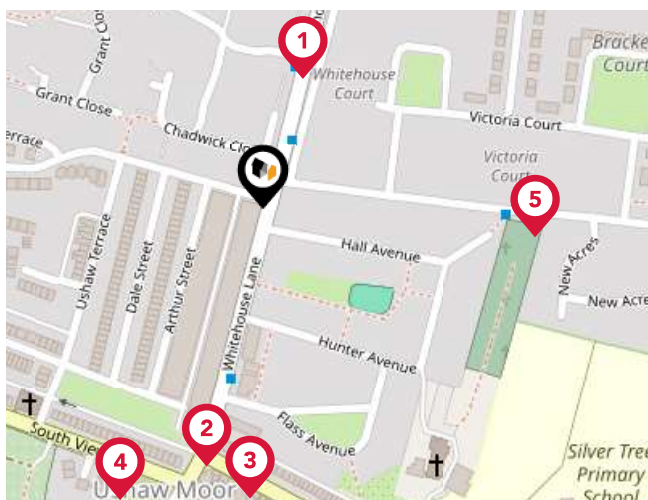 1
Grant Close
Whitehouse
Court
Bracke
Court
Grant Close
Chadwick Clo
Victoria Court
Terrace
Victoria
Court
5
Ushaw Terrace
Dale Street
Arthur Street
Whitehouse Lane
Hall Avenue
New Acres
New Acre
Hunter Avenue
Flass Avenue
South Vie
2
4
3
Ushaw Moor
Silver Tree
Primary
School